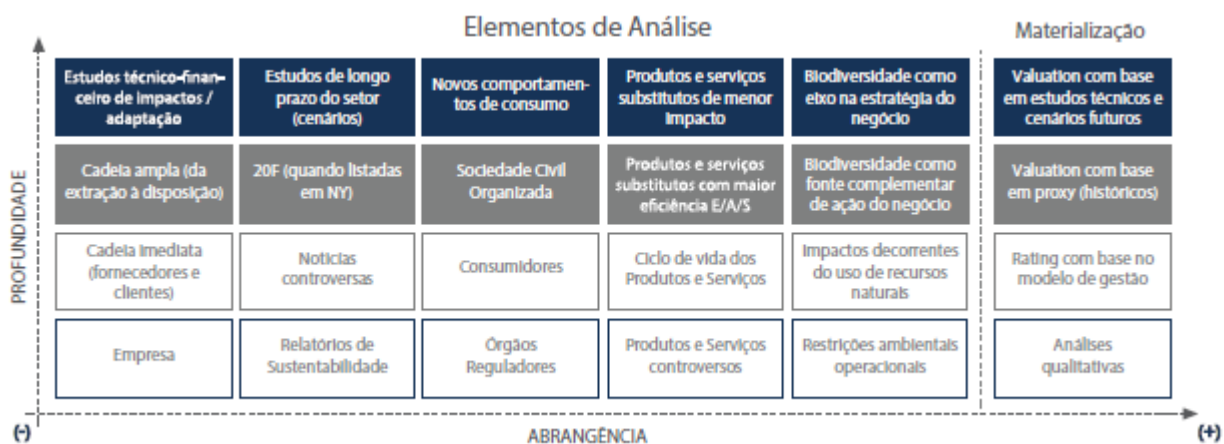 Elementos de Análise
Materialização
Estudos técnico-finan-
ceiro de impactos /
adaptação
Estudos de longo
prazo do setor
(cenários)
Novos comportamen-
tos de consumo
Produtos e serviços
substitutos de menor
impacto
Biodiversidade como
eixo na estratégia do
negócio
Valuation com base
em estudos técnicos e
cenários futuros
Cadeia ampla (da
extração à disposição)
20F (quando listadas
em NY)
Sociedade Civil
Organizada
Produtos e serviços
substitutos com maior
eficiência E/A/S
Biodiversidade como
fonte complementar
de ação do negócio
Valuation com base
em proxy (históricos)
Cadeia imediata
(fornecedores e
clientes)
Notícias
controversas
Consumidores
Ciclo de vida dos
Produtos e Serviços
Impactos decorrentes
do uso de recursos
naturais
Rating com base no
modelo de gestão
Empresa
Relatórios de
Sustentabilidade
Órgãos
Reguladores
Produtos e Serviços
controversos
Restrições ambientais
operacionais
Análises
qualitativas
PROFUNDIDADE
(-)
ABRANGÊNCIA
(+)